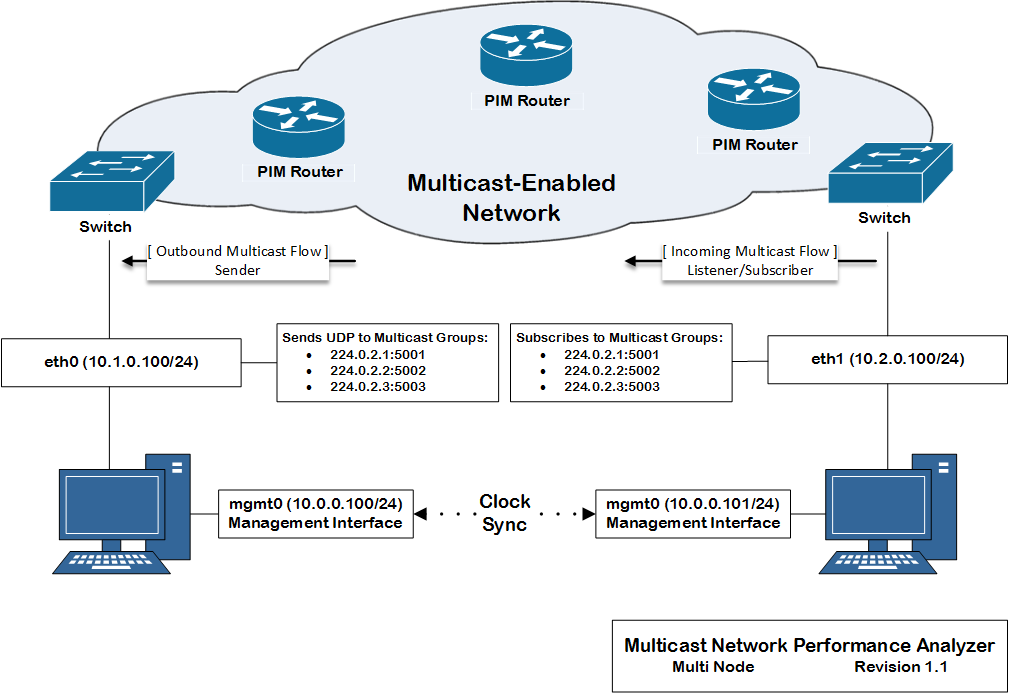 PIM Router
PIM Router
PIM Router
Multicast-Enabled
Network
Switch
Switch
[ Outbound Multicast Flow ]
Sender
[ Incoming Multicast Flow ]
Listener/Subscriber
eth0 (10.1.0.100/24)
Sends UDP to Multicast Groups:
• 224.0.2.1:5001
• 224.0.2.2:5002
• 224.0.2.3:5003
Subscribes to Multicast Groups:
• 224.0.2.1:5001
• 224.0.2.2:5002
• 224.0.2.3:5003
eth1 (10.2.0.100/24)
mgmt0 (10.0.0.100/24)
Management Interface
Clock
Sync
mgmt0 (10.0.0.101/24)
Management Interface
Multicast Network Performance Analyzer
Multi Node Revision 1.1